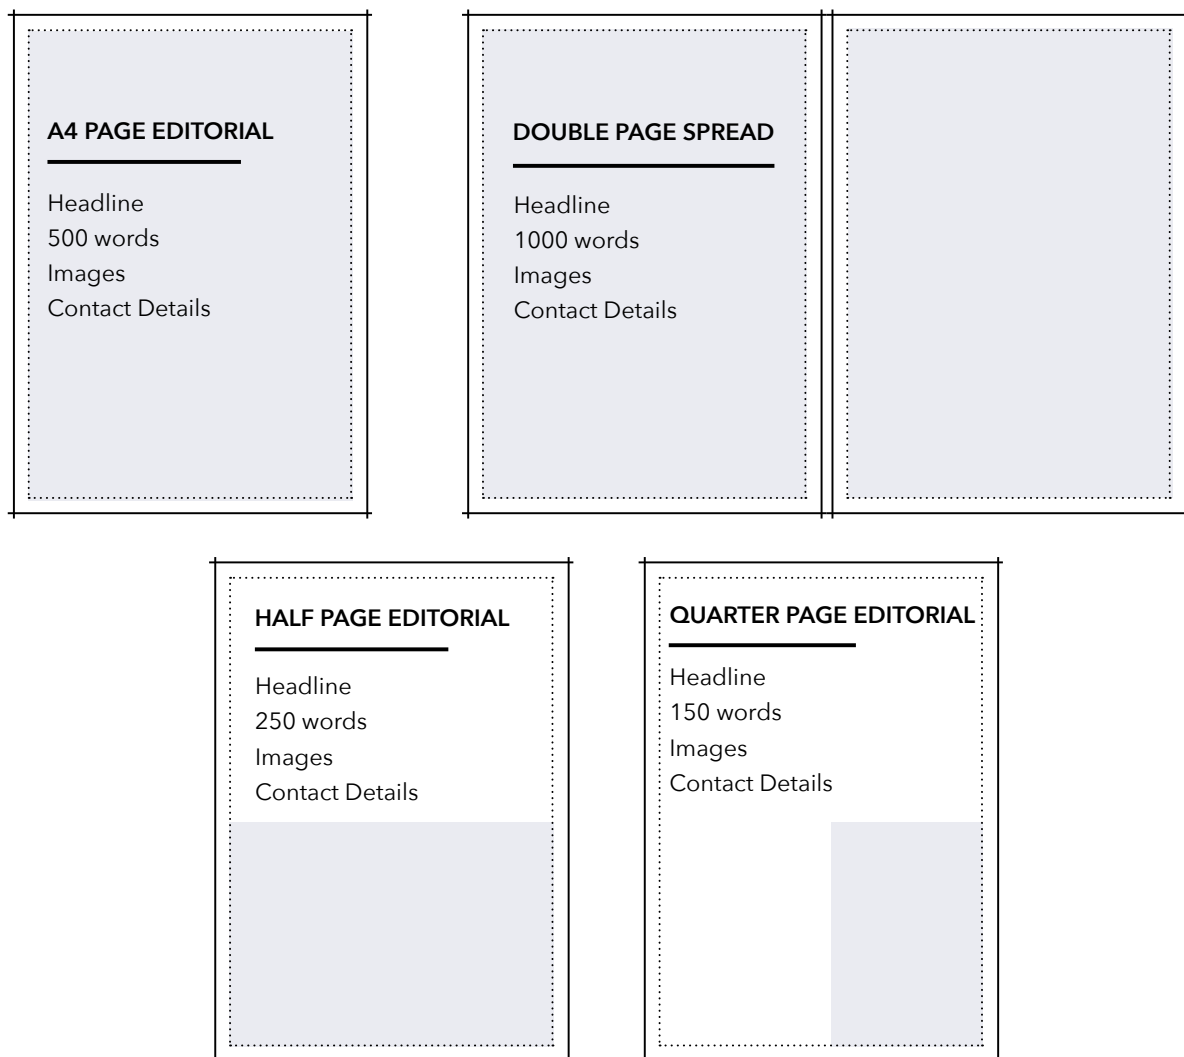 A4 PAGE EDITORIAL
Headline
500 words
Images
Contact Details
DOUBLE PAGE SPREAD
Headline
1000 words
Images
Contact Details
HALF PAGE EDITORIAL
Headline
250 words
Images
Contact Details
QUARTER PAGE EDITORIAL
Headline
150 words
Images
Contact Details